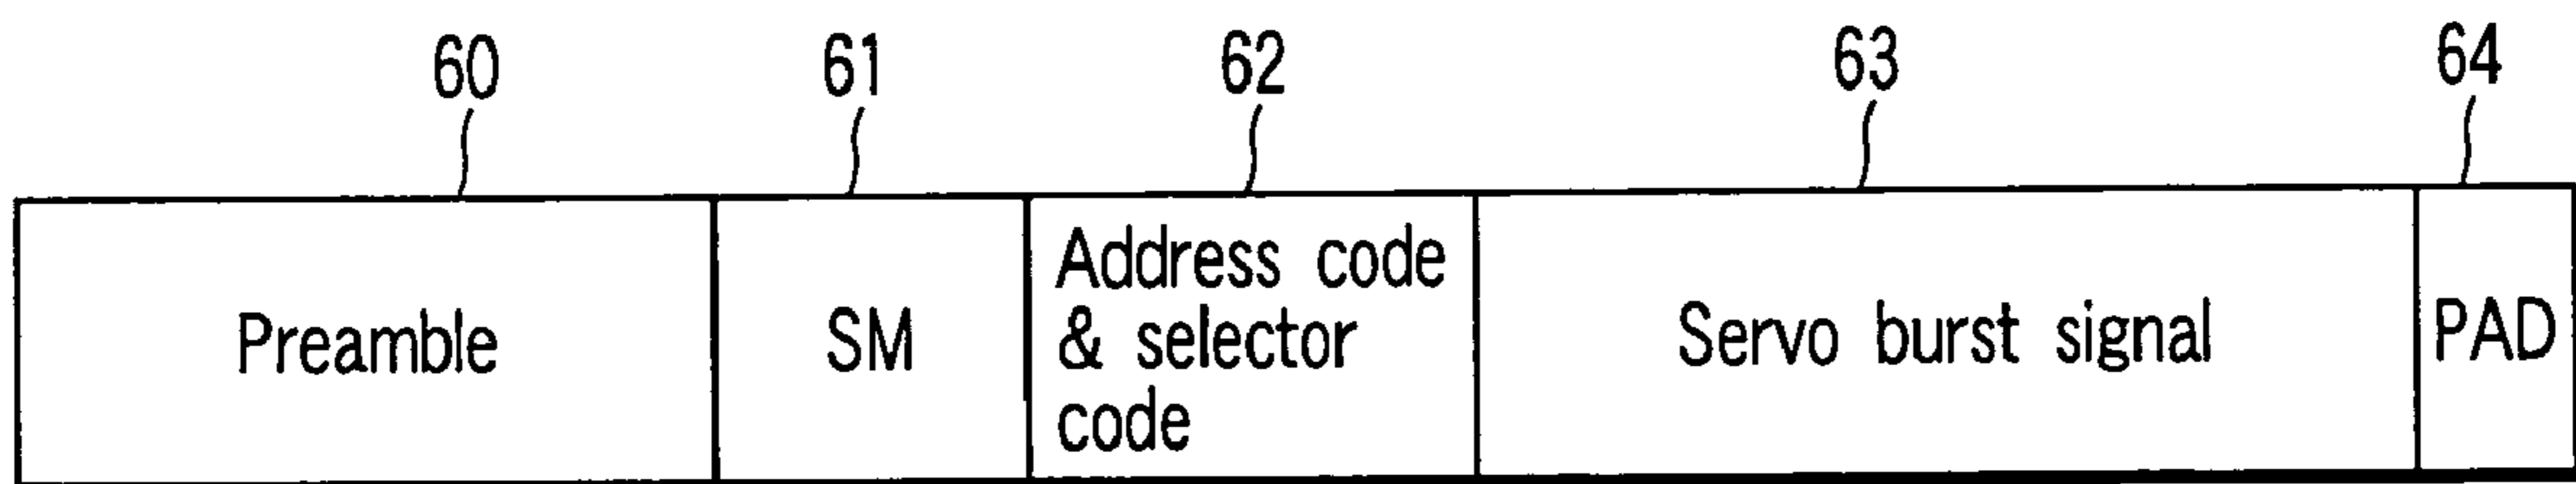 60 61 62 63 64
Preamble
SM
Address code
& selector
code
Servo burst signal
PAD